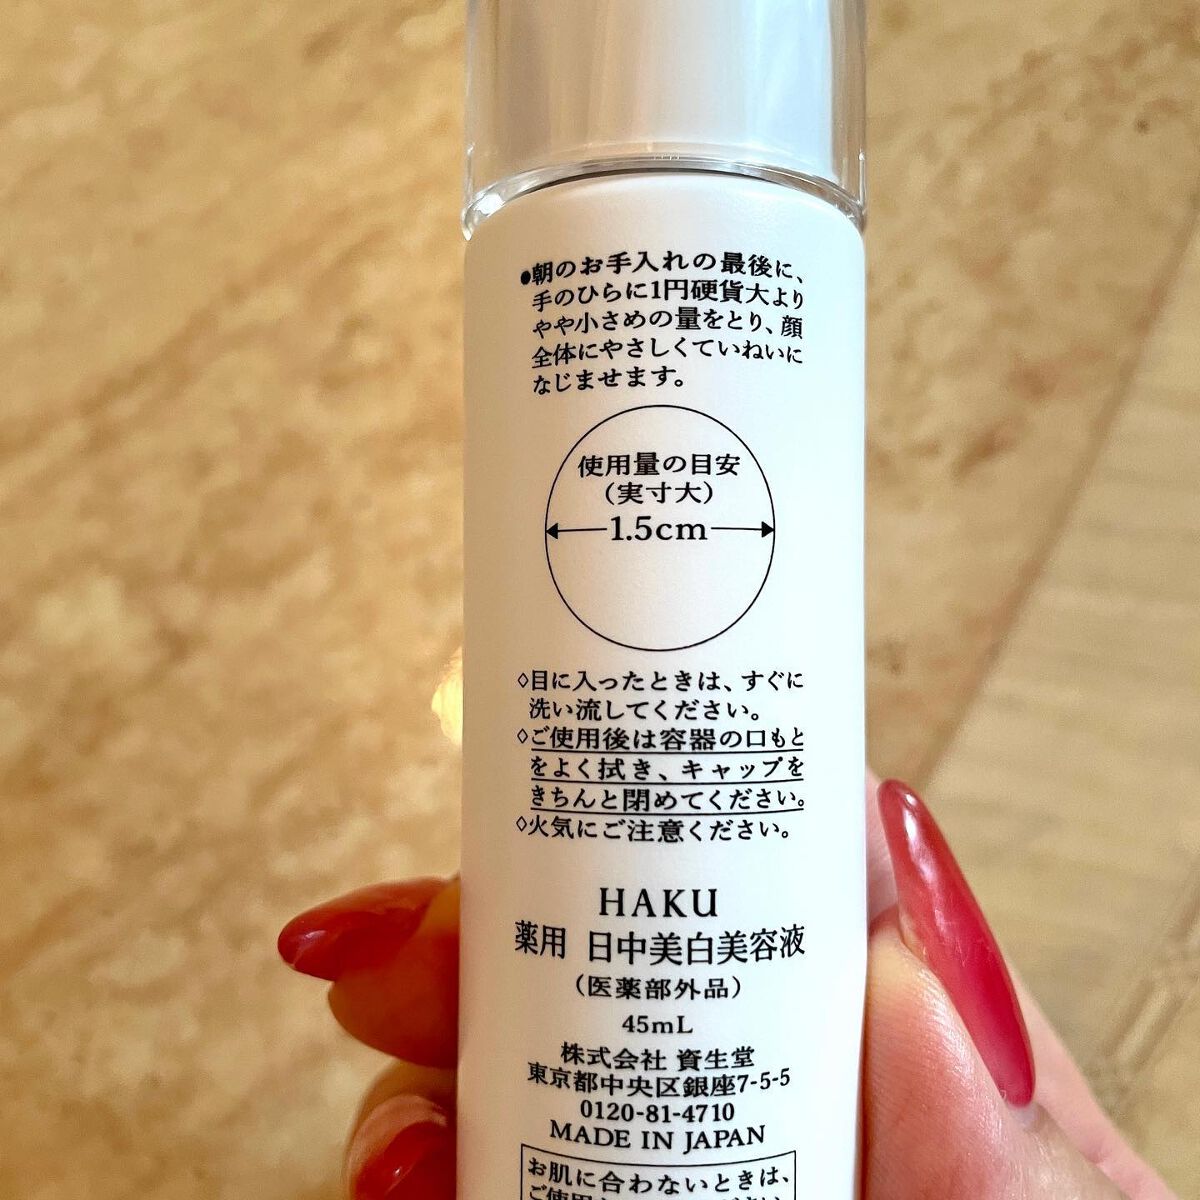 ●朝のお手入れの最後に、
手のひらに1円硬貨大より
やや小さめの量をとり、顔
全体にやさしくていねいに
なじませます。
使用量の目安
（実寸大）
1.5cm
◇目に入ったときは、すぐに
洗い流してください。
◇ご使用後は容器の口もと
をよく拭き、キャップを
きちんと閉めてください。
◇火気にご注意ください。
HAKU
薬用 日中美白美容液
（医薬部外品）
45mL
株式会社 資生堂
東京都中央区銀座7-5-5
0120-81-4710
MADE IN JAPAN
お肌に合わないときは、